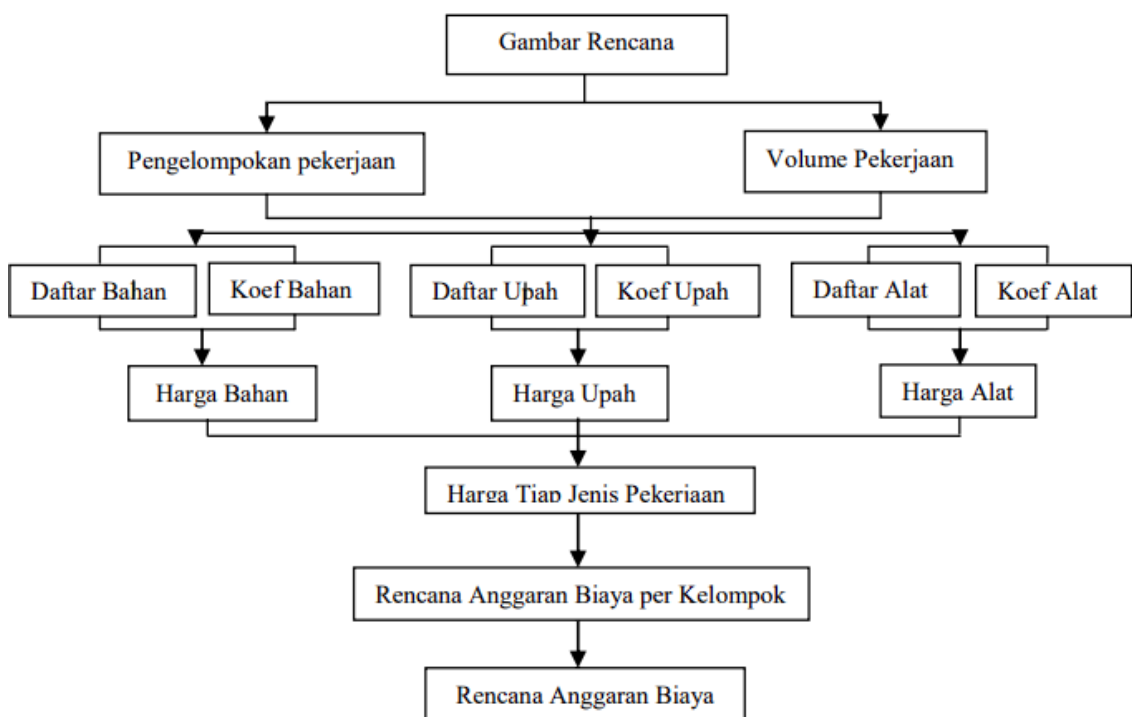 Gambar Rencana
Pengelompokan pekerjaan
Volume Pekerjaan
Daftar Bahan
Koef Bahan
Daftar Upah
Koef Upah
Daftar Alat
Koef Alat
Harga Bahan
Harga Upah
Harga Alat
Harga Tiap Jenis Pekerjaan
Rencana Anggaran Biaya per Kelompok
Rencana Anggaran Biaya